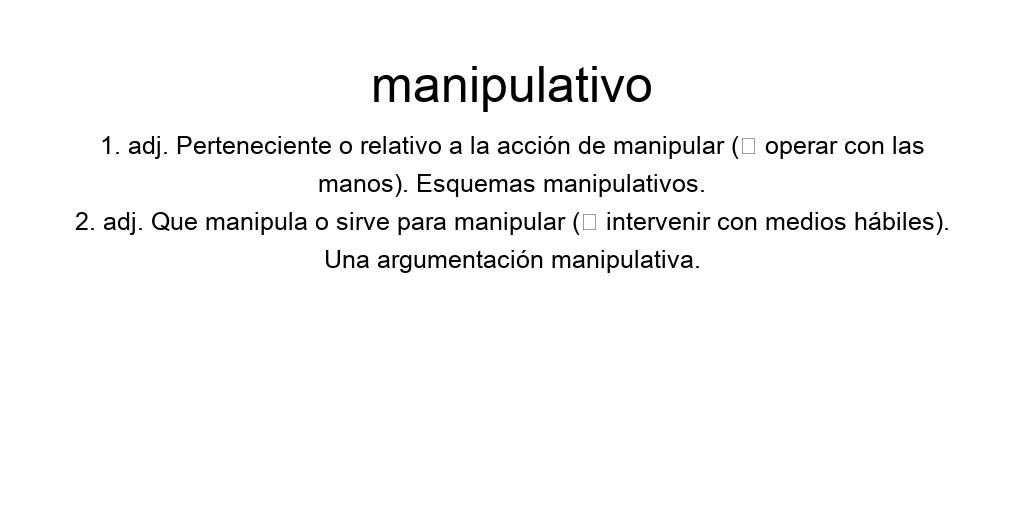 manipulativo
1. adj. Perteneciente o relativo a la acción de manipular (󰀀 operar con las
manos). Esquemas manipulativos.
2. adj. Que manipula o sirve para manipular (󰀀 intervenir con medios hábiles).
Una argumentación manipulativa.